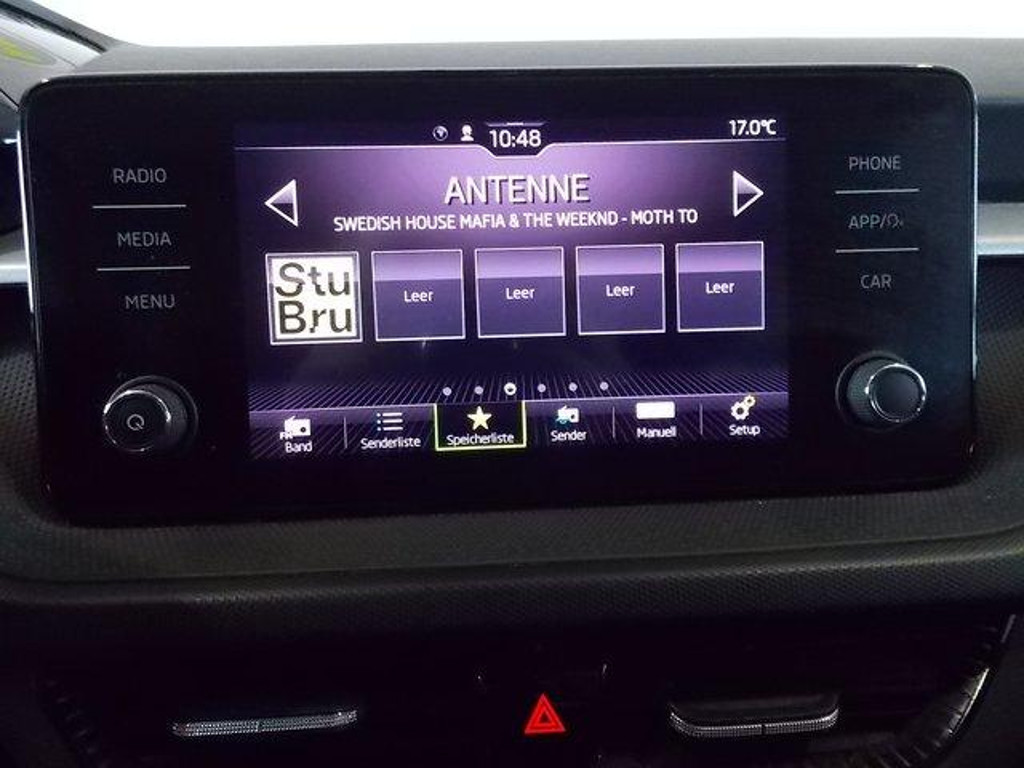 10:48
17.0°C
RADIO
MEDIA
MENU
ANTENNE
SWEDISH HOUSE MAFIA & THE WEEKND - MOTH TO
Stu
Bru
Leer
Leer
Leer
Leer
FM
Band
Senderliste
Speicherliste
Sender
Manuell
Setup
PHONE
APP/
CAR